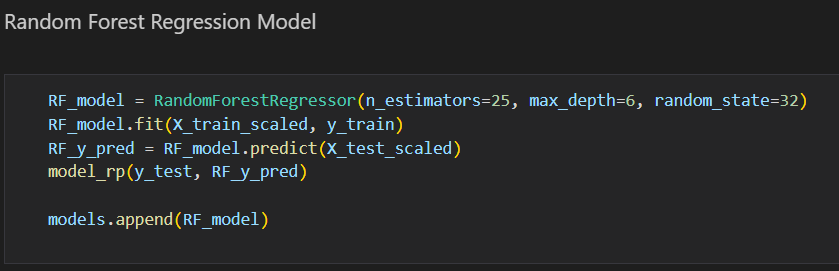 Random Forest Regression Model
RF_model = RandomForestRegressor(n_estimators=25, max_depth=6, random_state=32)
RF_model.fit(X_train_scaled, y_train)
RF_y_pred = RF_model.predict(X_test_scaled)
model_rp(y_test, RF_y_pred)
models.append(RF_model)